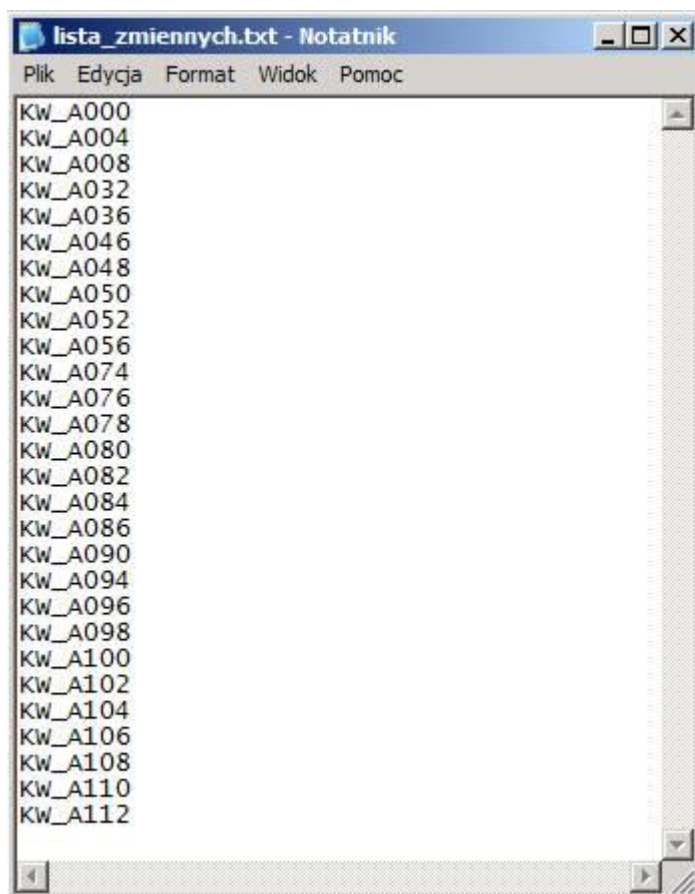 lista_zmiennych.txt - Notatnik
Plik Edycja Format Widok Pomoc
KW_A000
KW_A004
KW_A008
KW_A032
KW_A036
KW_A046
KW_A048
KW_A050
KW_A052
KW_A056
KW_A074
KW_A076
KW_A078
KW_A080
KW_A082
KW_A084
KW_A086
KW_A090
KW_A094
KW_A096
KW_A098
KW_A100
KW_A102
KW_A104
KW_A106
KW_A108
KW_A110
KW_A112